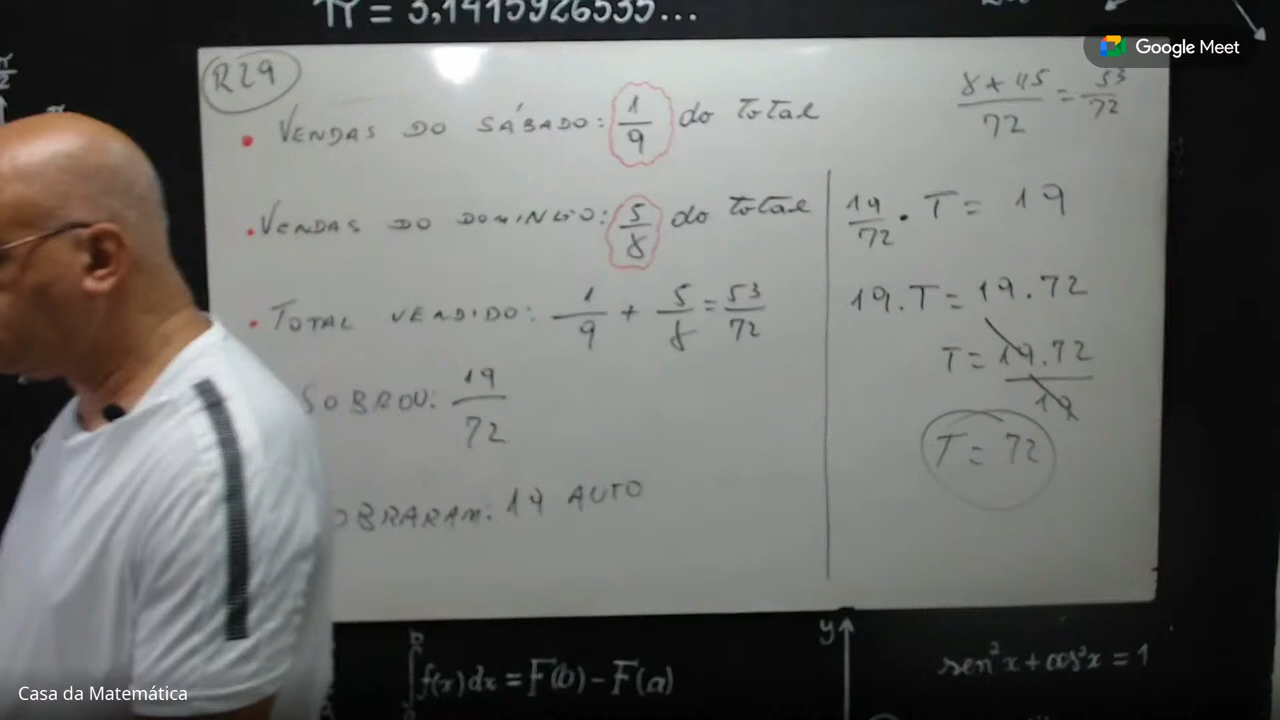 π = 3,1415926535...
Google Meet
R29
• VENDAS DO SÁBADO: 1/9 do total
• VENDAS DO DOMINGO: 5/8 do total
• TOTAL VENDIDO: 1/9 + 5/8 = 53/72
SOBROU: 19/72
OBRARAM: 19 AUTO
8 + 45/72 = 53/72
19/72 . T = 19
19.T = 19.72
T = 19.72/19
T = 72
f(x)dx = F(b) - F(a)
y
sen²x + cos²x = 1
Casa da Matemática